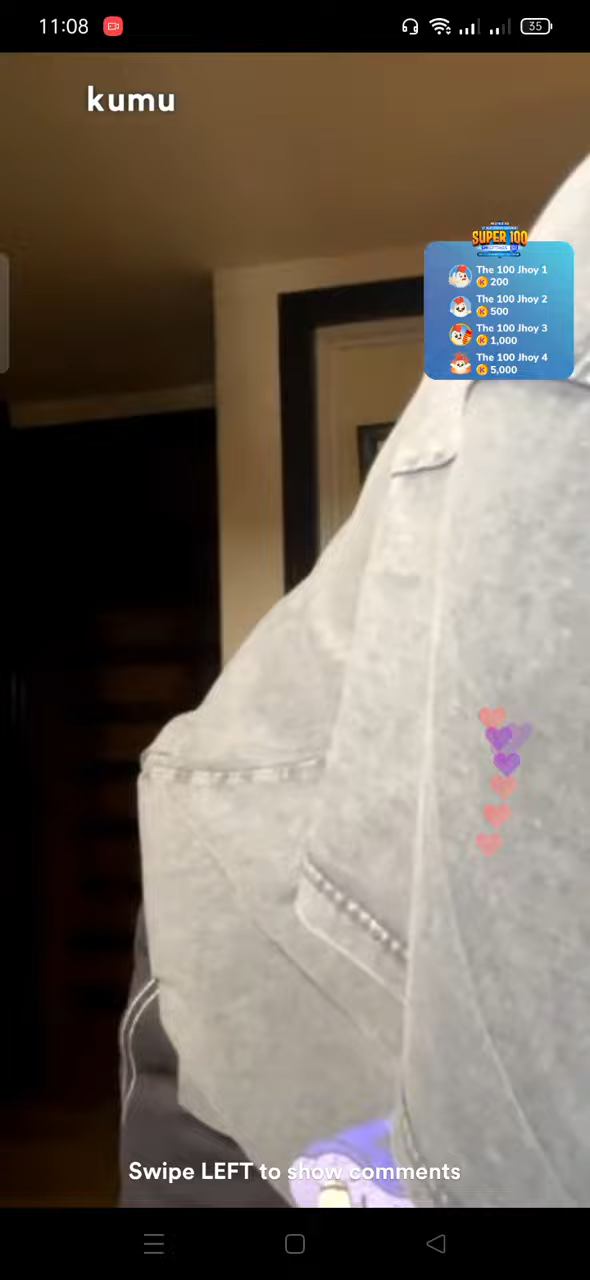 11:08
35
kumu
SUPER 100
The 100 Jhoy 1
K 200
The 100 Jhoy 2
K 500
The 100 Jhoy 3
K 1,000
The 100 Jhoy 4
K 5,000
Swipe LEFT to show comments